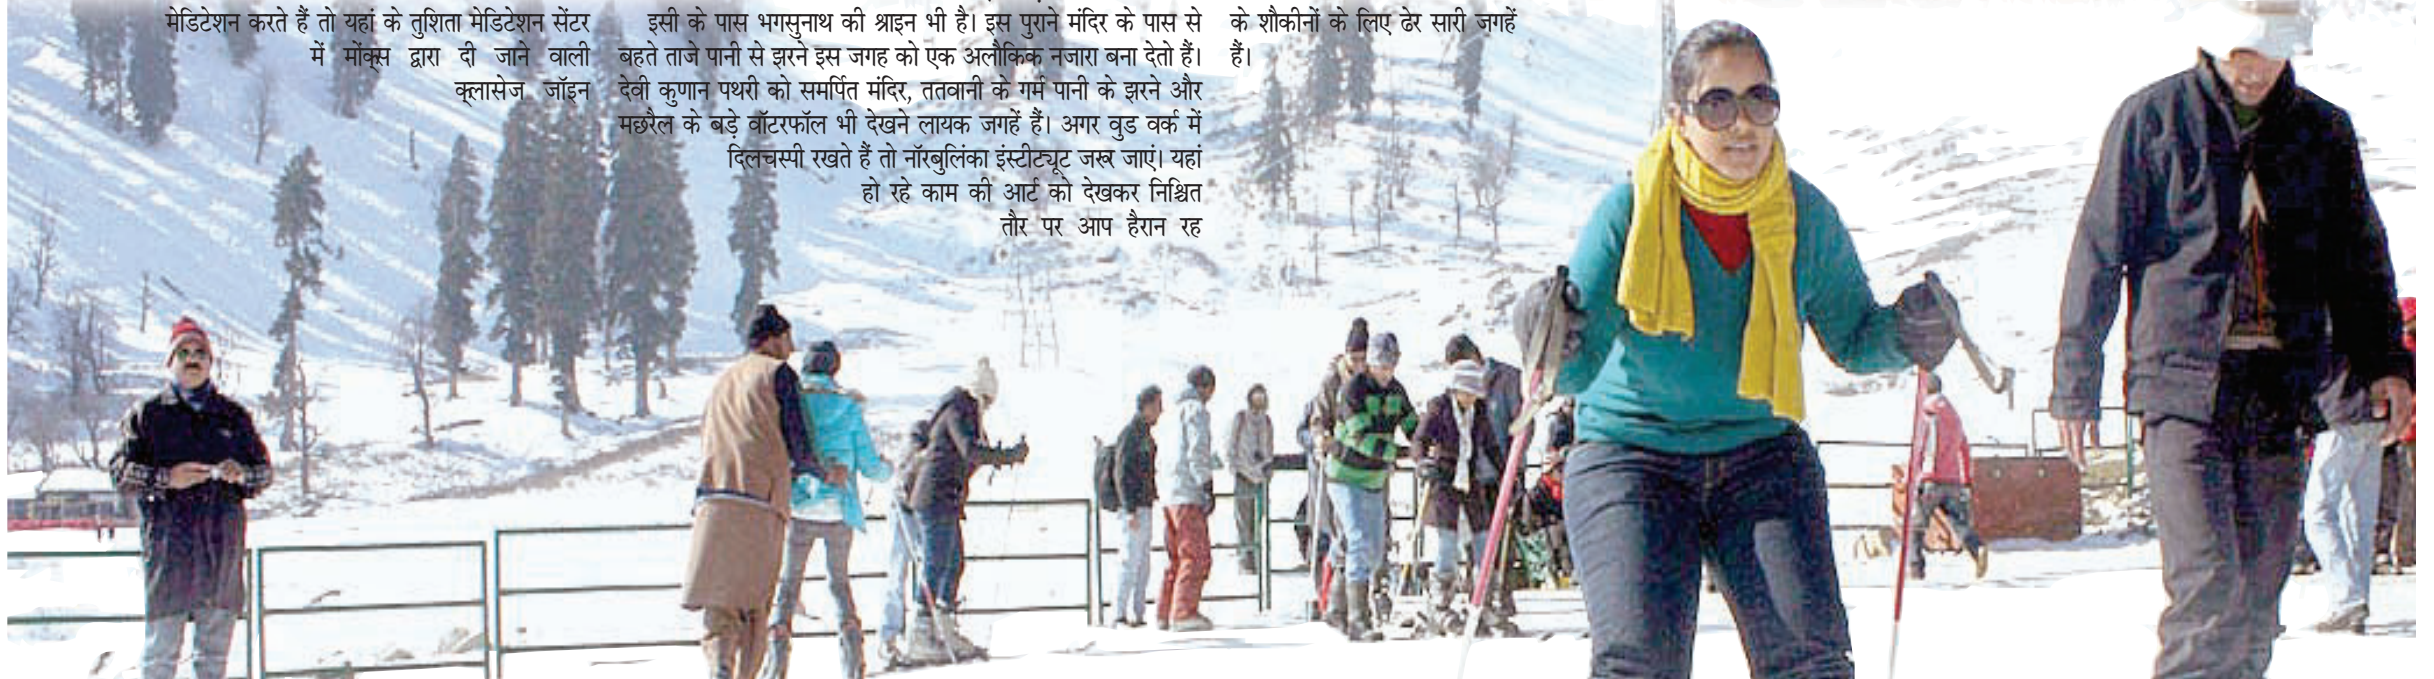 मेडिटेशन करते हैं तो यहां के तुशिता मेडिटेशन सेंटर
में मोंक्स द्वारा दी जाने वाली
क्लासेज जॉइन
इसी के पास भगसुनाथ की श्राइन भी है। इस पुराने मंदिर के पास से
बहते ताजे पानी से झरने इस जगह को एक अलौकिक नजारा बना देतो हैं।
देवी कुणान पथरी को समर्पित मंदिर, ततवानी के गर्म पानी के झरने और
मछरैल के बड़े वॉटरफॉल भी देखने लायक जगहें हैं। अगर वुड वर्क में
दिलचस्पी रखते हैं तो नॉरबुलिंका इंस्टीट्यूट जरूर जाएं। यहां
हो रहे काम की आर्ट को देखकर निश्चित
तौर पर आप हैरान रह
के शौकीनों के लिए ढेर सारी जगहें
हैं।